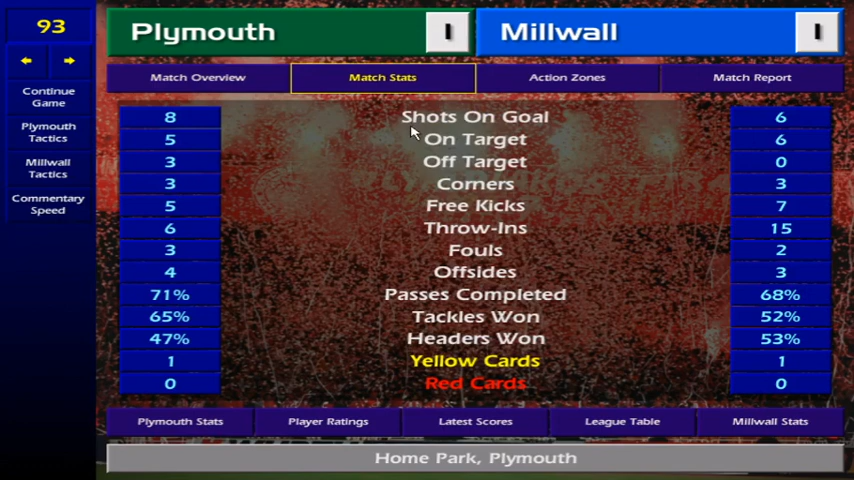 93
Plymouth 1 Millwall 1
Match Overview Match Stats Action Zones Match Report
Continue Game
Plymouth Tactics
Millwall Tactics
Commentary Speed
8 Shots On Goal 6
5 On Target 6
3 Off Target 0
3 Corners 3
5 Free Kicks 7
6 Throw-Ins 15
3 Fouls 2
4 Offsides 3
71% Passes Completed 68%
65% Tackles Won 52%
47% Headers Won 53%
1 Yellow Cards 1
0 Red Cards 0
Plymouth Stats Player Ratings Latest Scores League Table Millwall Stats
Home Park, Plymouth